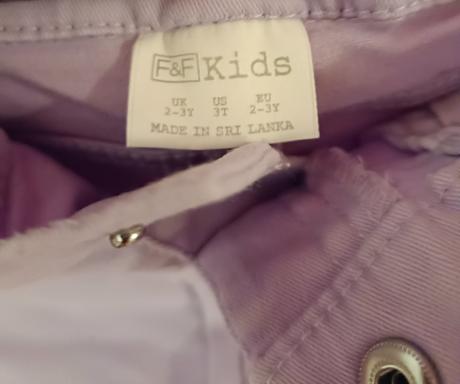 F&F Kids
UK US EU
2-3Y 3T 2-3Y
MADE IN SRI LANKA